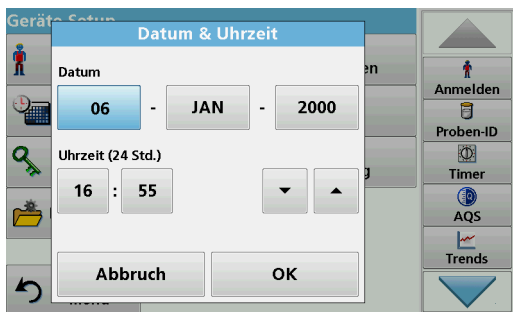 Geräte Setup
Datum & Uhrzeit
Datum
06 - JAN - 2000
Uhrzeit (24 Std.)
16 : 55
Abbruch OK
Anmelden
Proben-ID
Timer
AQS
Trends